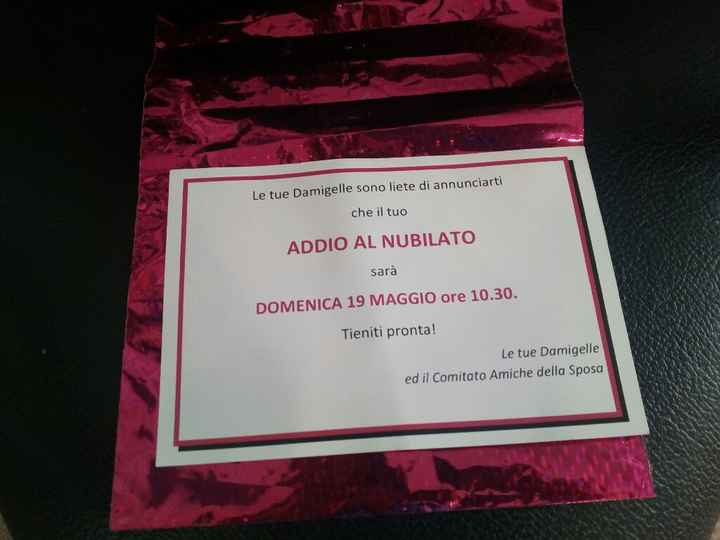 Le tue Damigelle sono liete di annunciarti
che il tuo
ADDIO AL NUBILATO
sarà
DOMENICA 19 MAGGIO ore 10.30.
Tieniti pronta!
Le tue Damigelle
ed il Comitato Amiche della Sposa